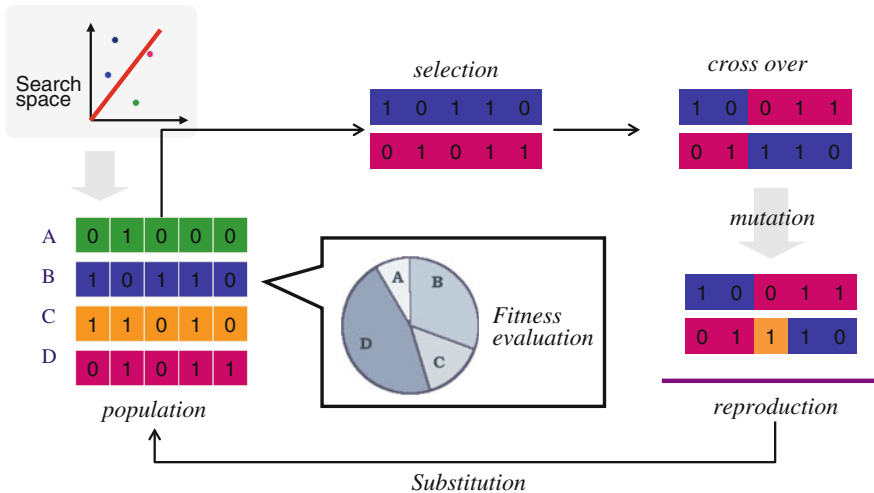 Search
space
selection
1 0 1 1 0
0 1 0 1 1
cross over
1 0 0 1 1
0 1 1 1 0
mutation
1 0 0 1 1
0 1 1 1 0
reproduction
A 0 1 0 0 0
B 1 0 1 1 0
C 1 1 0 1 0
D 0 1 0 1 1
population
A
B
C
D
Fitness
evaluation
Substitution